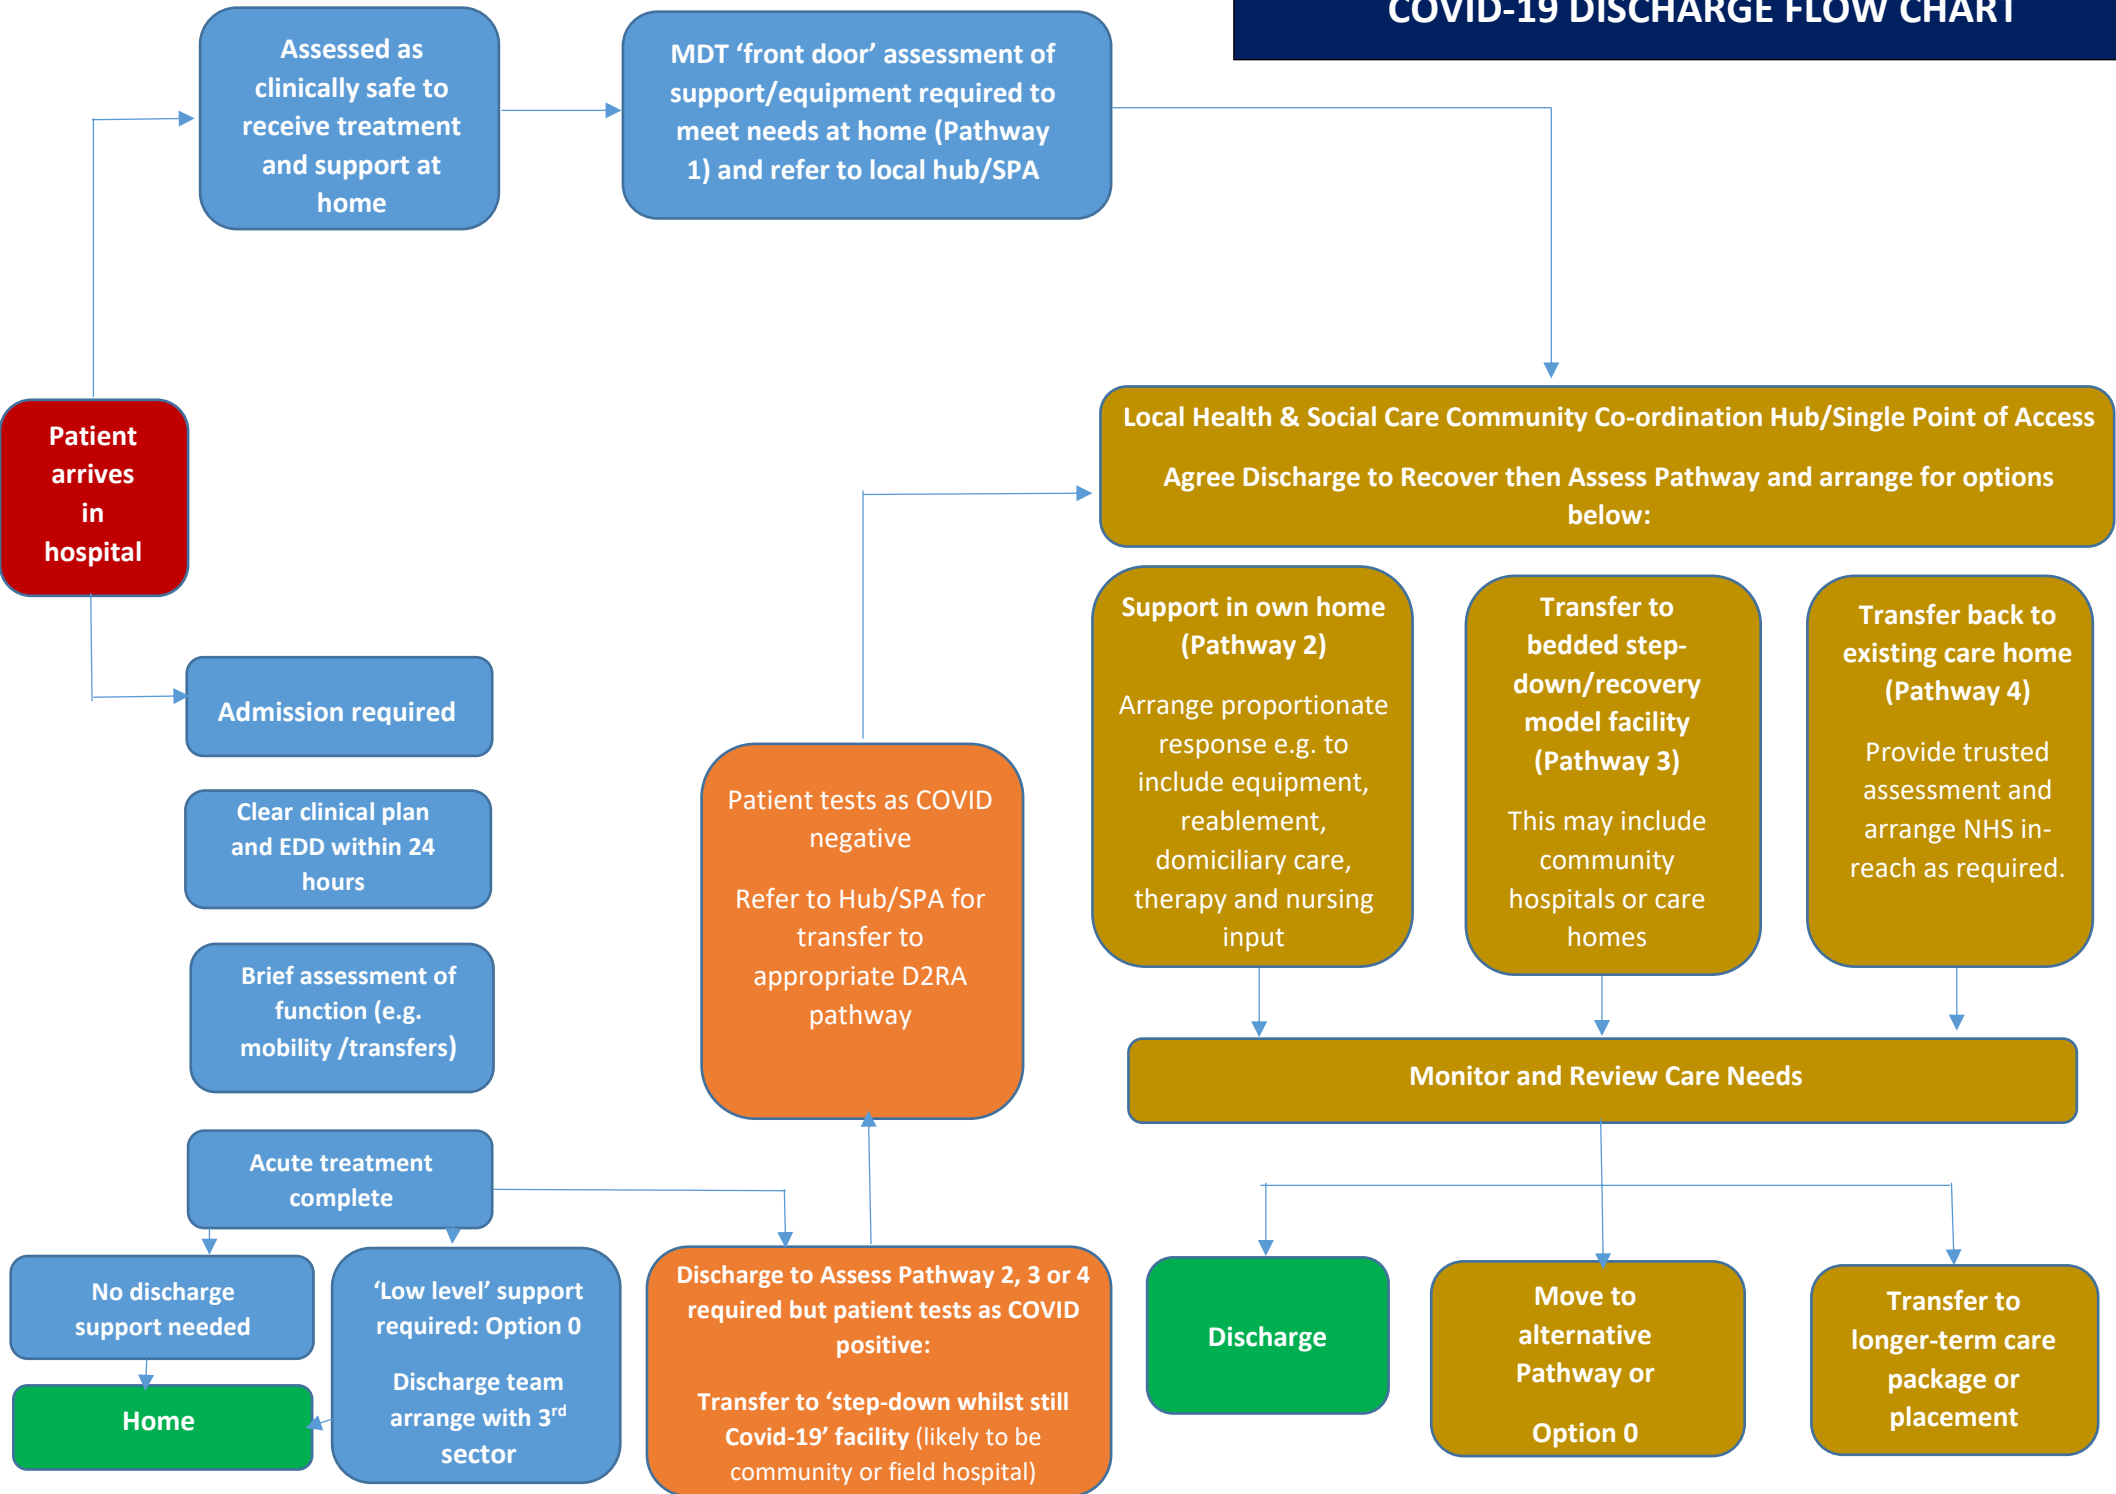 COVID-19 DISCHARGE FLOW CHART
Assessed as
clinically safe to
receive treatment
and support at
home
MDT ‘front door’ assessment of
support/equipment required to
meet needs at home (Pathway
1) and refer to local hub/SPA
Patient
arrives
in
hospital
Local Health & Social Care Community Co-ordination Hub/Single Point of Access
Agree Discharge to Recover then Assess Pathway and arrange for options
below:
Support in own home
(Pathway 2)
Arrange proportionate
response e.g. to
include equipment,
reablement,
domiciliary care,
therapy and nursing
input
Transfer to
bedded step-
down/recovery
model facility
(Pathway 3)
This may include
community
hospitals or care
homes
Transfer back to
existing care home
(Pathway 4)
Provide trusted
assessment and
arrange NHS in-
reach as required.
Admission required
Clear clinical plan
and EDD within 24
hours
Brief assessment of
function (e.g.
mobility /transfers)
Patient tests as COVID
negative
Refer to Hub/SPA for
transfer to
appropriate D2RA
pathway
Monitor and Review Care Needs
Acute treatment
complete
No discharge
support needed
Home
‘Low level’ support
required: Option 0
Discharge team
arrange with 3rd
sector
Discharge to Assess Pathway 2, 3 or 4
required but patient tests as COVID
positive:
Transfer to ‘step-down whilst still
Covid-19’ facility (likely to be
community or field hospital)
Discharge
Move to
alternative
Pathway or
Option 0
Transfer to
longer-term care
package or
placement